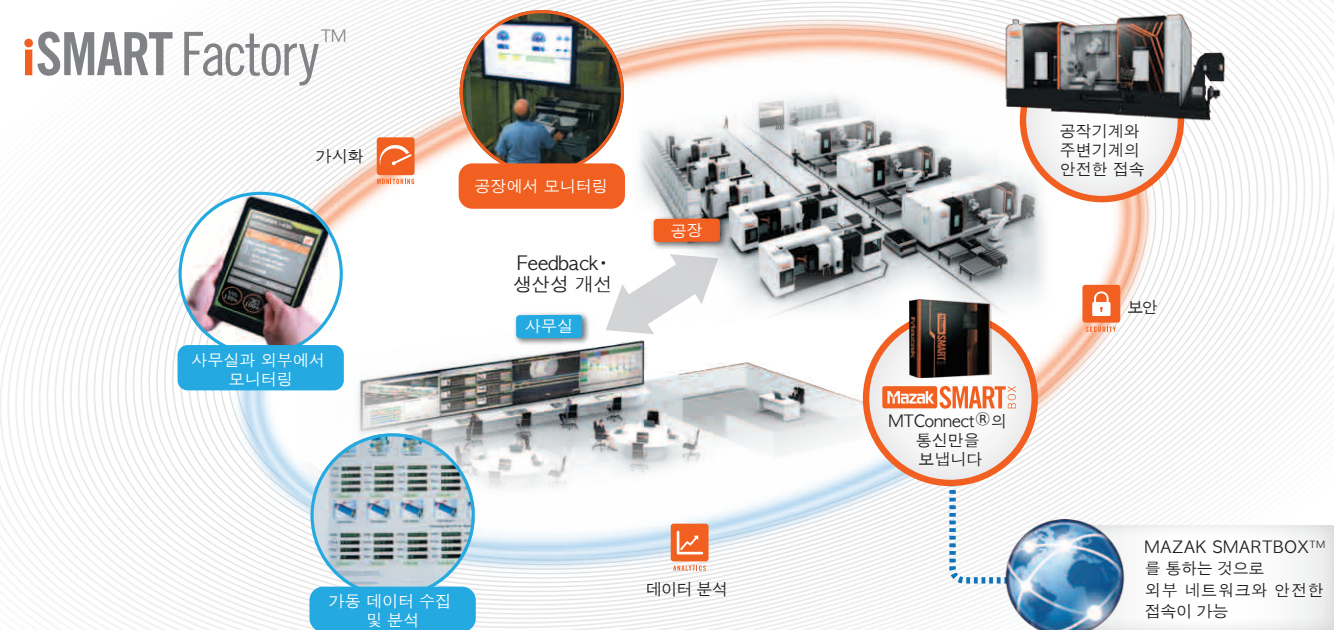 iSMART Factory™
가시화
MONITORING
공장에서 모니터링
공작기계와
주변기계의
안전한 접속
공장
Feedback・
생산성 개선
사무실
사무실과 외부에서
모니터링
보안
SECURITY
Mazak SMART BOX
MTConnect®의
통신만을
보냅니다
가동 데이터 수집
및 분석
ANALYTICS
데이터 분석
MAZAK SMARTBOX™
를 통하는 것으로
외부 네트워크와 안전한
접속이 가능